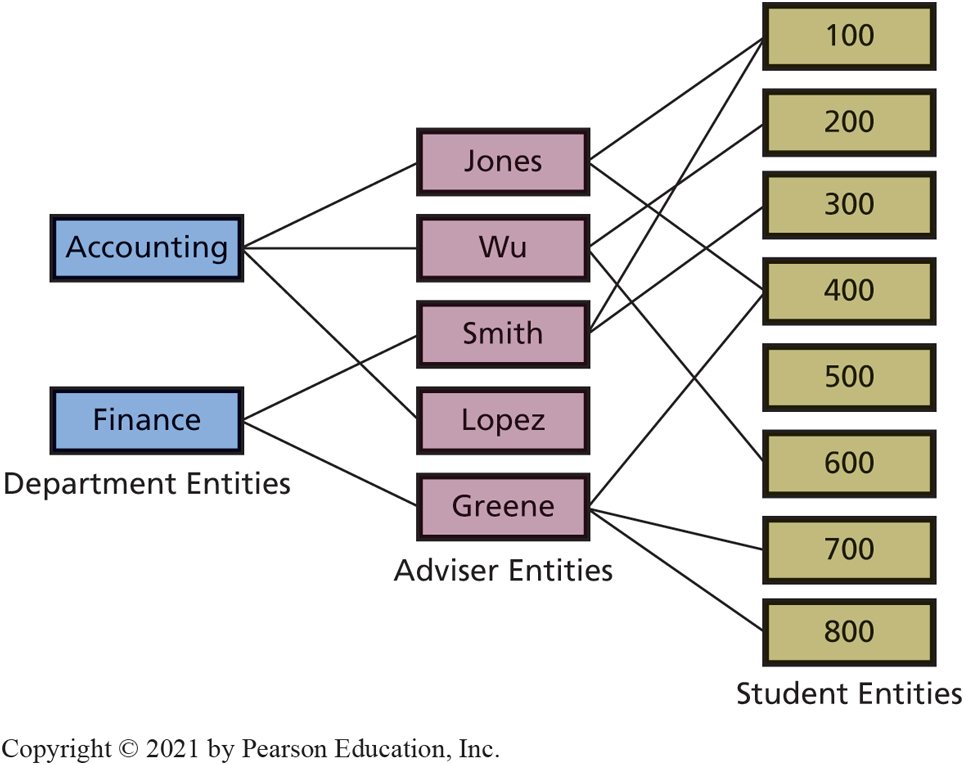 Accounting
Finance
Department Entities
Jones
Wu
Smith
Lopez
Greene
Adviser Entities
100
200
300
400
500
600
700
800
Student Entities
Copyright © 2021 by Pearson Education, Inc.